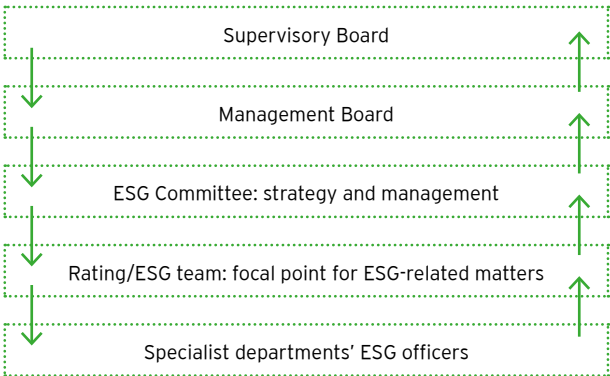 Supervisory Board
Management Board
ESG Committee: strategy and management
Rating/ESG team: focal point for ESG-related matters
Specialist departments’ ESG officers